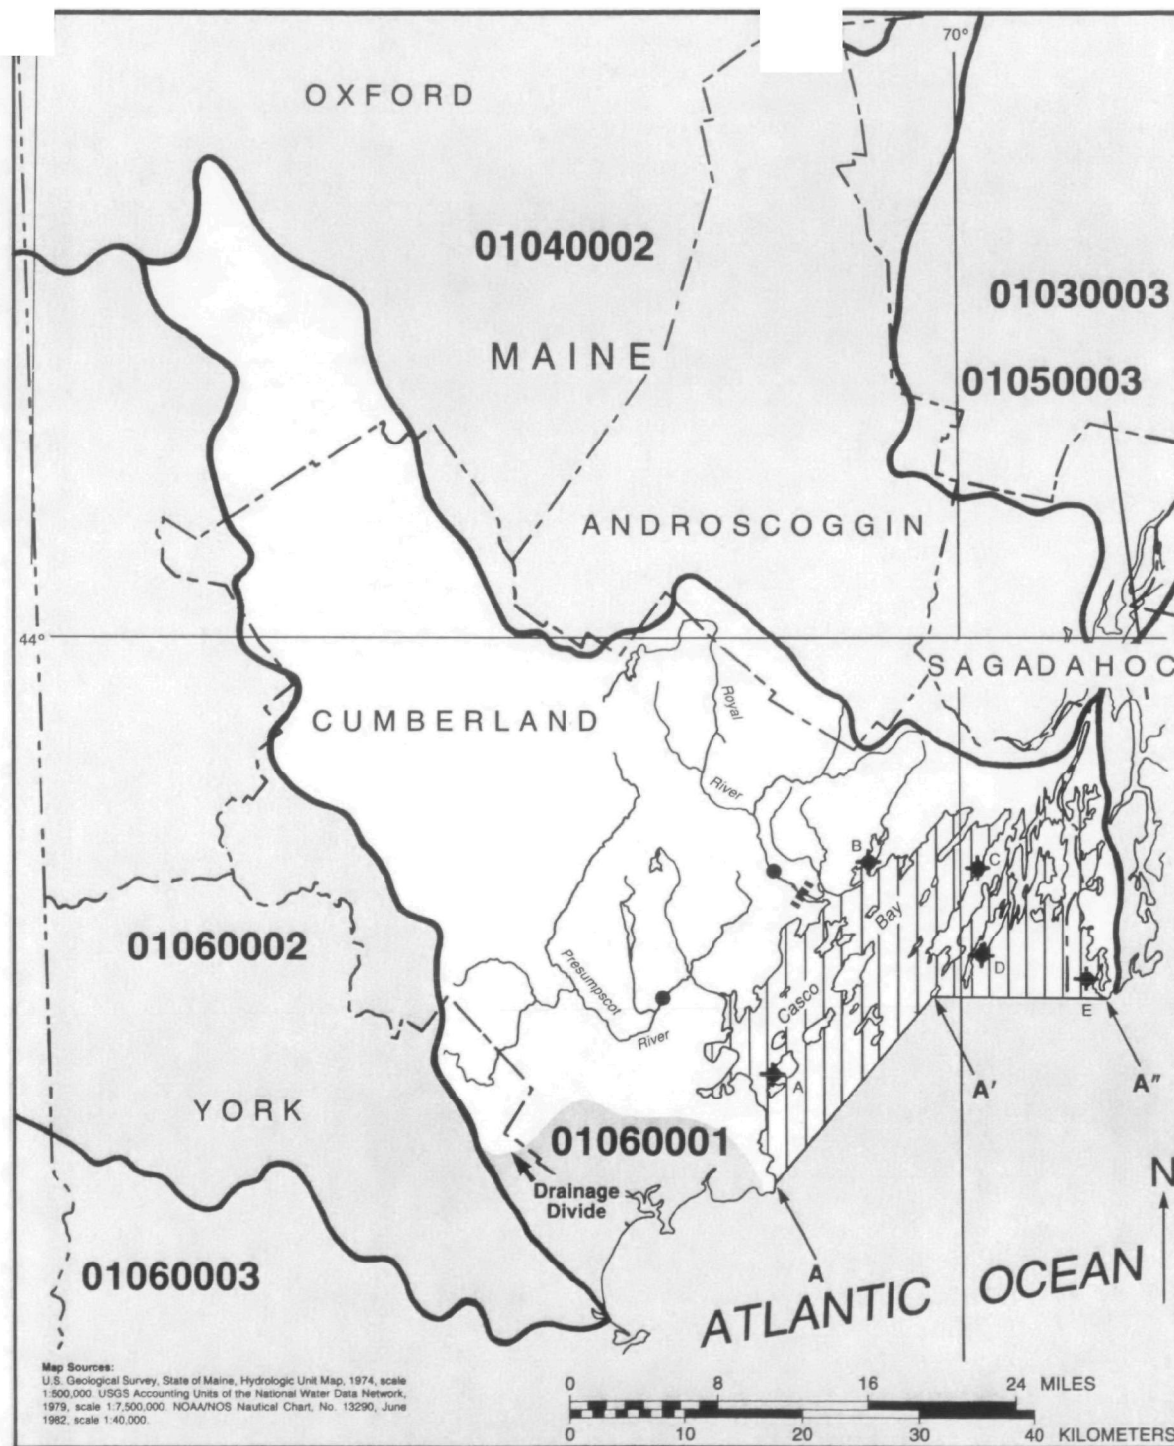 70°
OXFORD
01040002
01030003
MAINE
01050003
ANDROSCOGGIN
44°
SAGADAHOC
CUMBERLAND
Royal
River
B
C
Bay
01060002
Presumpscot
River
Casco
D
E
A
A'
A"
YORK
01060001
N
Drainage
Divide
A
01060003
ATLANTIC OCEAN
Map Sources:
U.S. Geological Survey, State of Maine, Hydrologic Unit Map, 1974, scale
1:500,000. USGS Accounting Units of the National Water Data Network,
1979, scale 1:7,500,000. NOAA/NOS Nautical Chart, No. 13290, June
1982, scale 1:40,000.
0 8 16 24 MILES
0 10 20 30 40 KILOMETERS